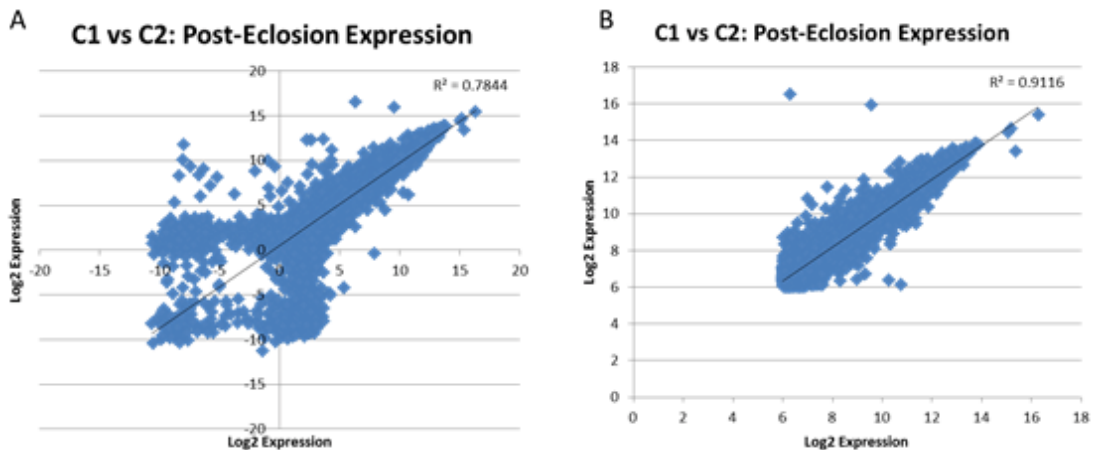 A
C1 vs C2: Post-Eclosion Expression
20
R² = 0.7844
15
10
5
0
-20 -15 -10 -5 0 5 10 15 20
-5
-10
-15
-20
Log2 Expression
Log2 Expression
B
C1 vs C2: Post-Eclosion Expression
18
R² = 0.9116
16
14
12
10
8
6
4
2
0
0 2 4 6 8 10 12 14 16 18
Log2 Expression
Log2 Expression